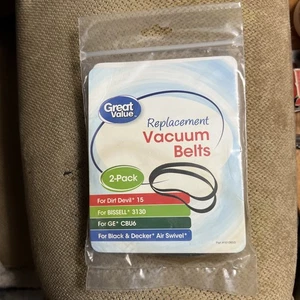 Great
Value
Replacement
Vacuum
Belts
2-Pack
For Dirt Devil® 15
For BISSELL® 3130
For GE® CBU6
For Black & Decker® Air Swivel®